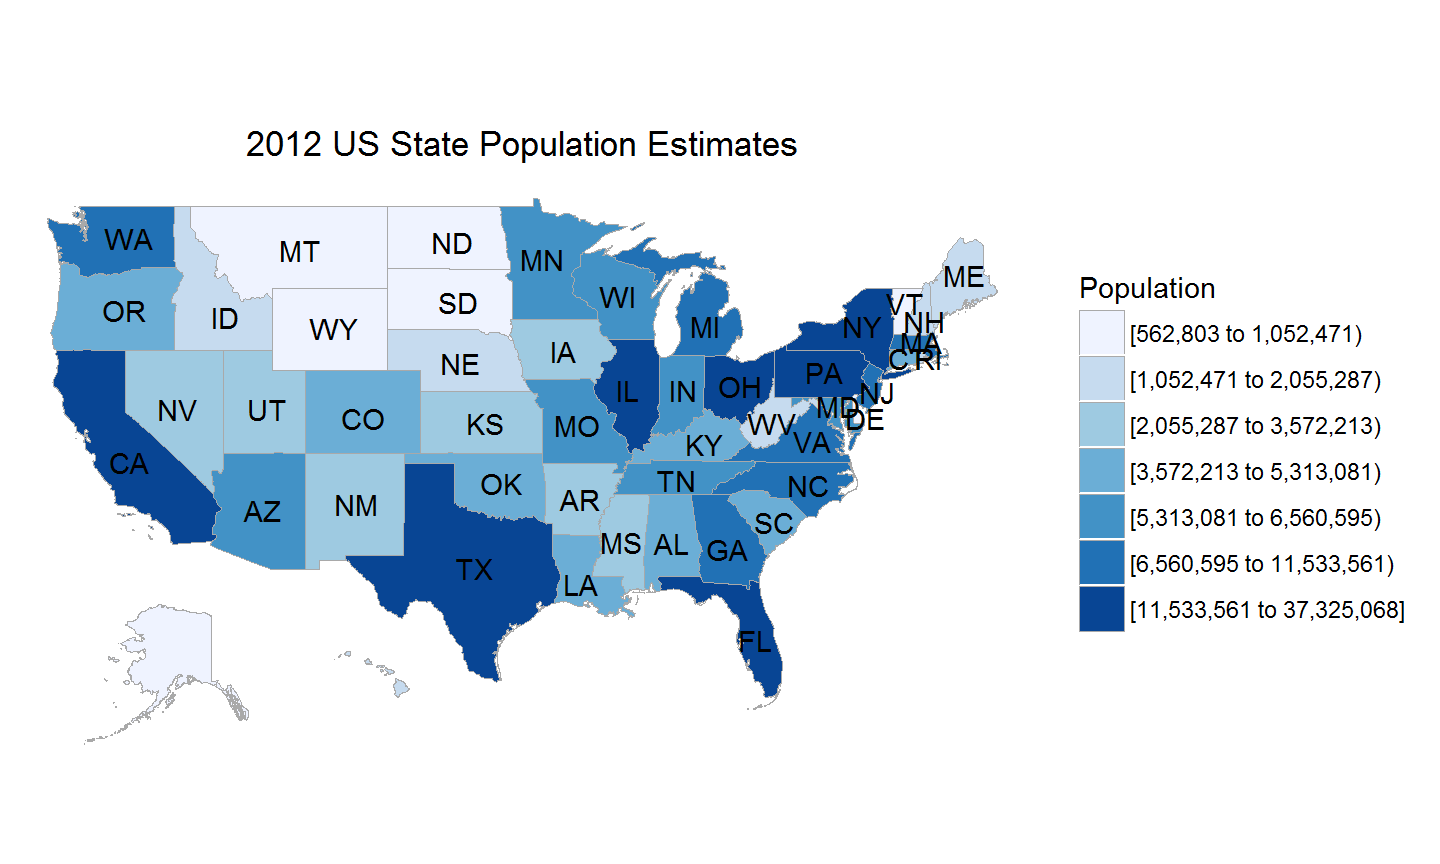 2012 US State Population Estimates
WA
MT
ND
MN
ME
OR
ID
WY
SD
WI
MI
NY
VT
NH
MA
CT
RI
NE
IA
IL
IN
OH
PA
NJ
NV
UT
CO
KS
MO
KY
WV
MD
DE
VA
CA
AZ
NM
OK
AR
TN
NC
SC
TX
LA
MS
AL
GA
FL
Population
[562,803 to 1,052,471)
[1,052,471 to 2,055,287)
[2,055,287 to 3,572,213)
[3,572,213 to 5,313,081)
[5,313,081 to 6,560,595)
[6,560,595 to 11,533,561)
[11,533,561 to 37,325,068]